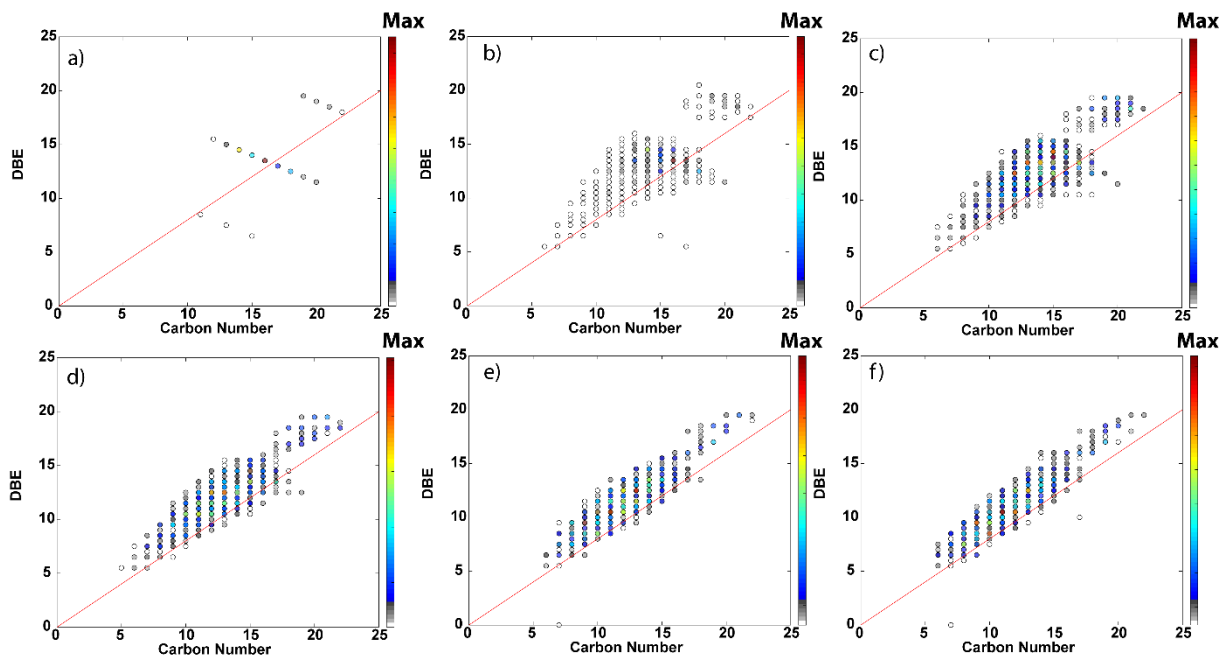 Max Max Max
25 25 25
a) b) c)
20 20 20
15 15 15
DBE DBE DBE
10 10 10
5 5 5
0 0 0
0 5 10 15 20 25 0 5 10 15 20 25 0 5 10 15 20 25
Carbon Number Carbon Number Carbon Number
Max Max Max
25 25 25
d) e) f)
20 20 20
15 15 15
DBE DBE DBE
10 10 10
5 5 5
0 0 0
0 5 10 15 20 25 0 5 10 15 20 25 0 5 10 15 20 25
Carbon Number Carbon Number Carbon Number